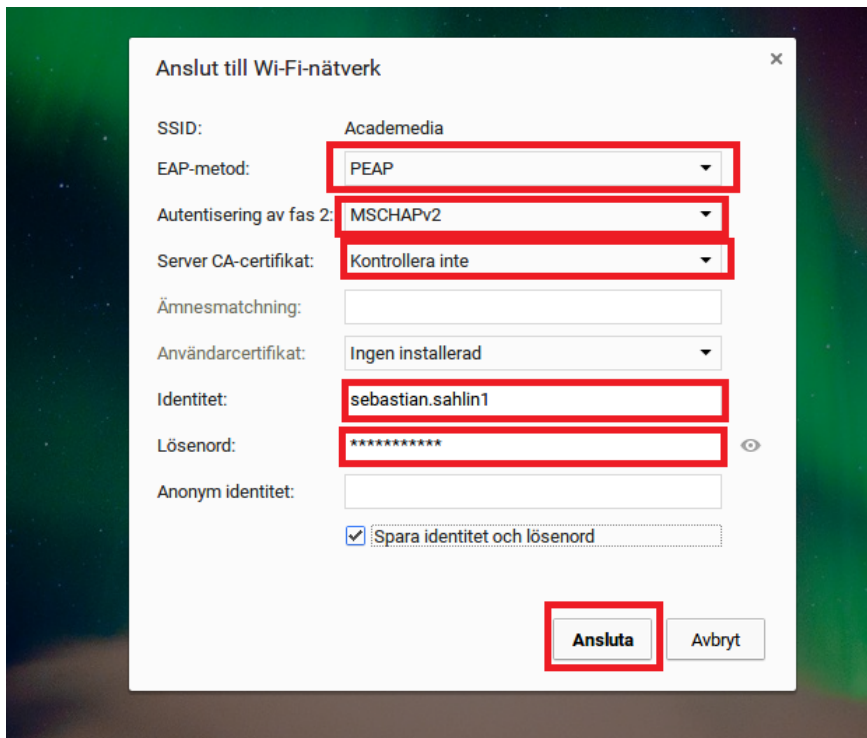 Anslut till Wi-Fi-nätverk
SSID: Academedia
EAP-metod: PEAP
Autentisering av fas 2: MSCHAPv2
Server CA-certifikat: Kontrollera inte
Ämnesmatchning:
Användarcertifikat: Ingen installerad
Identitet: sebastian.sahlin1
Lösenord: ***********
Anonym identitet:
Spara identitet och lösenord
Ansluta Avbryt